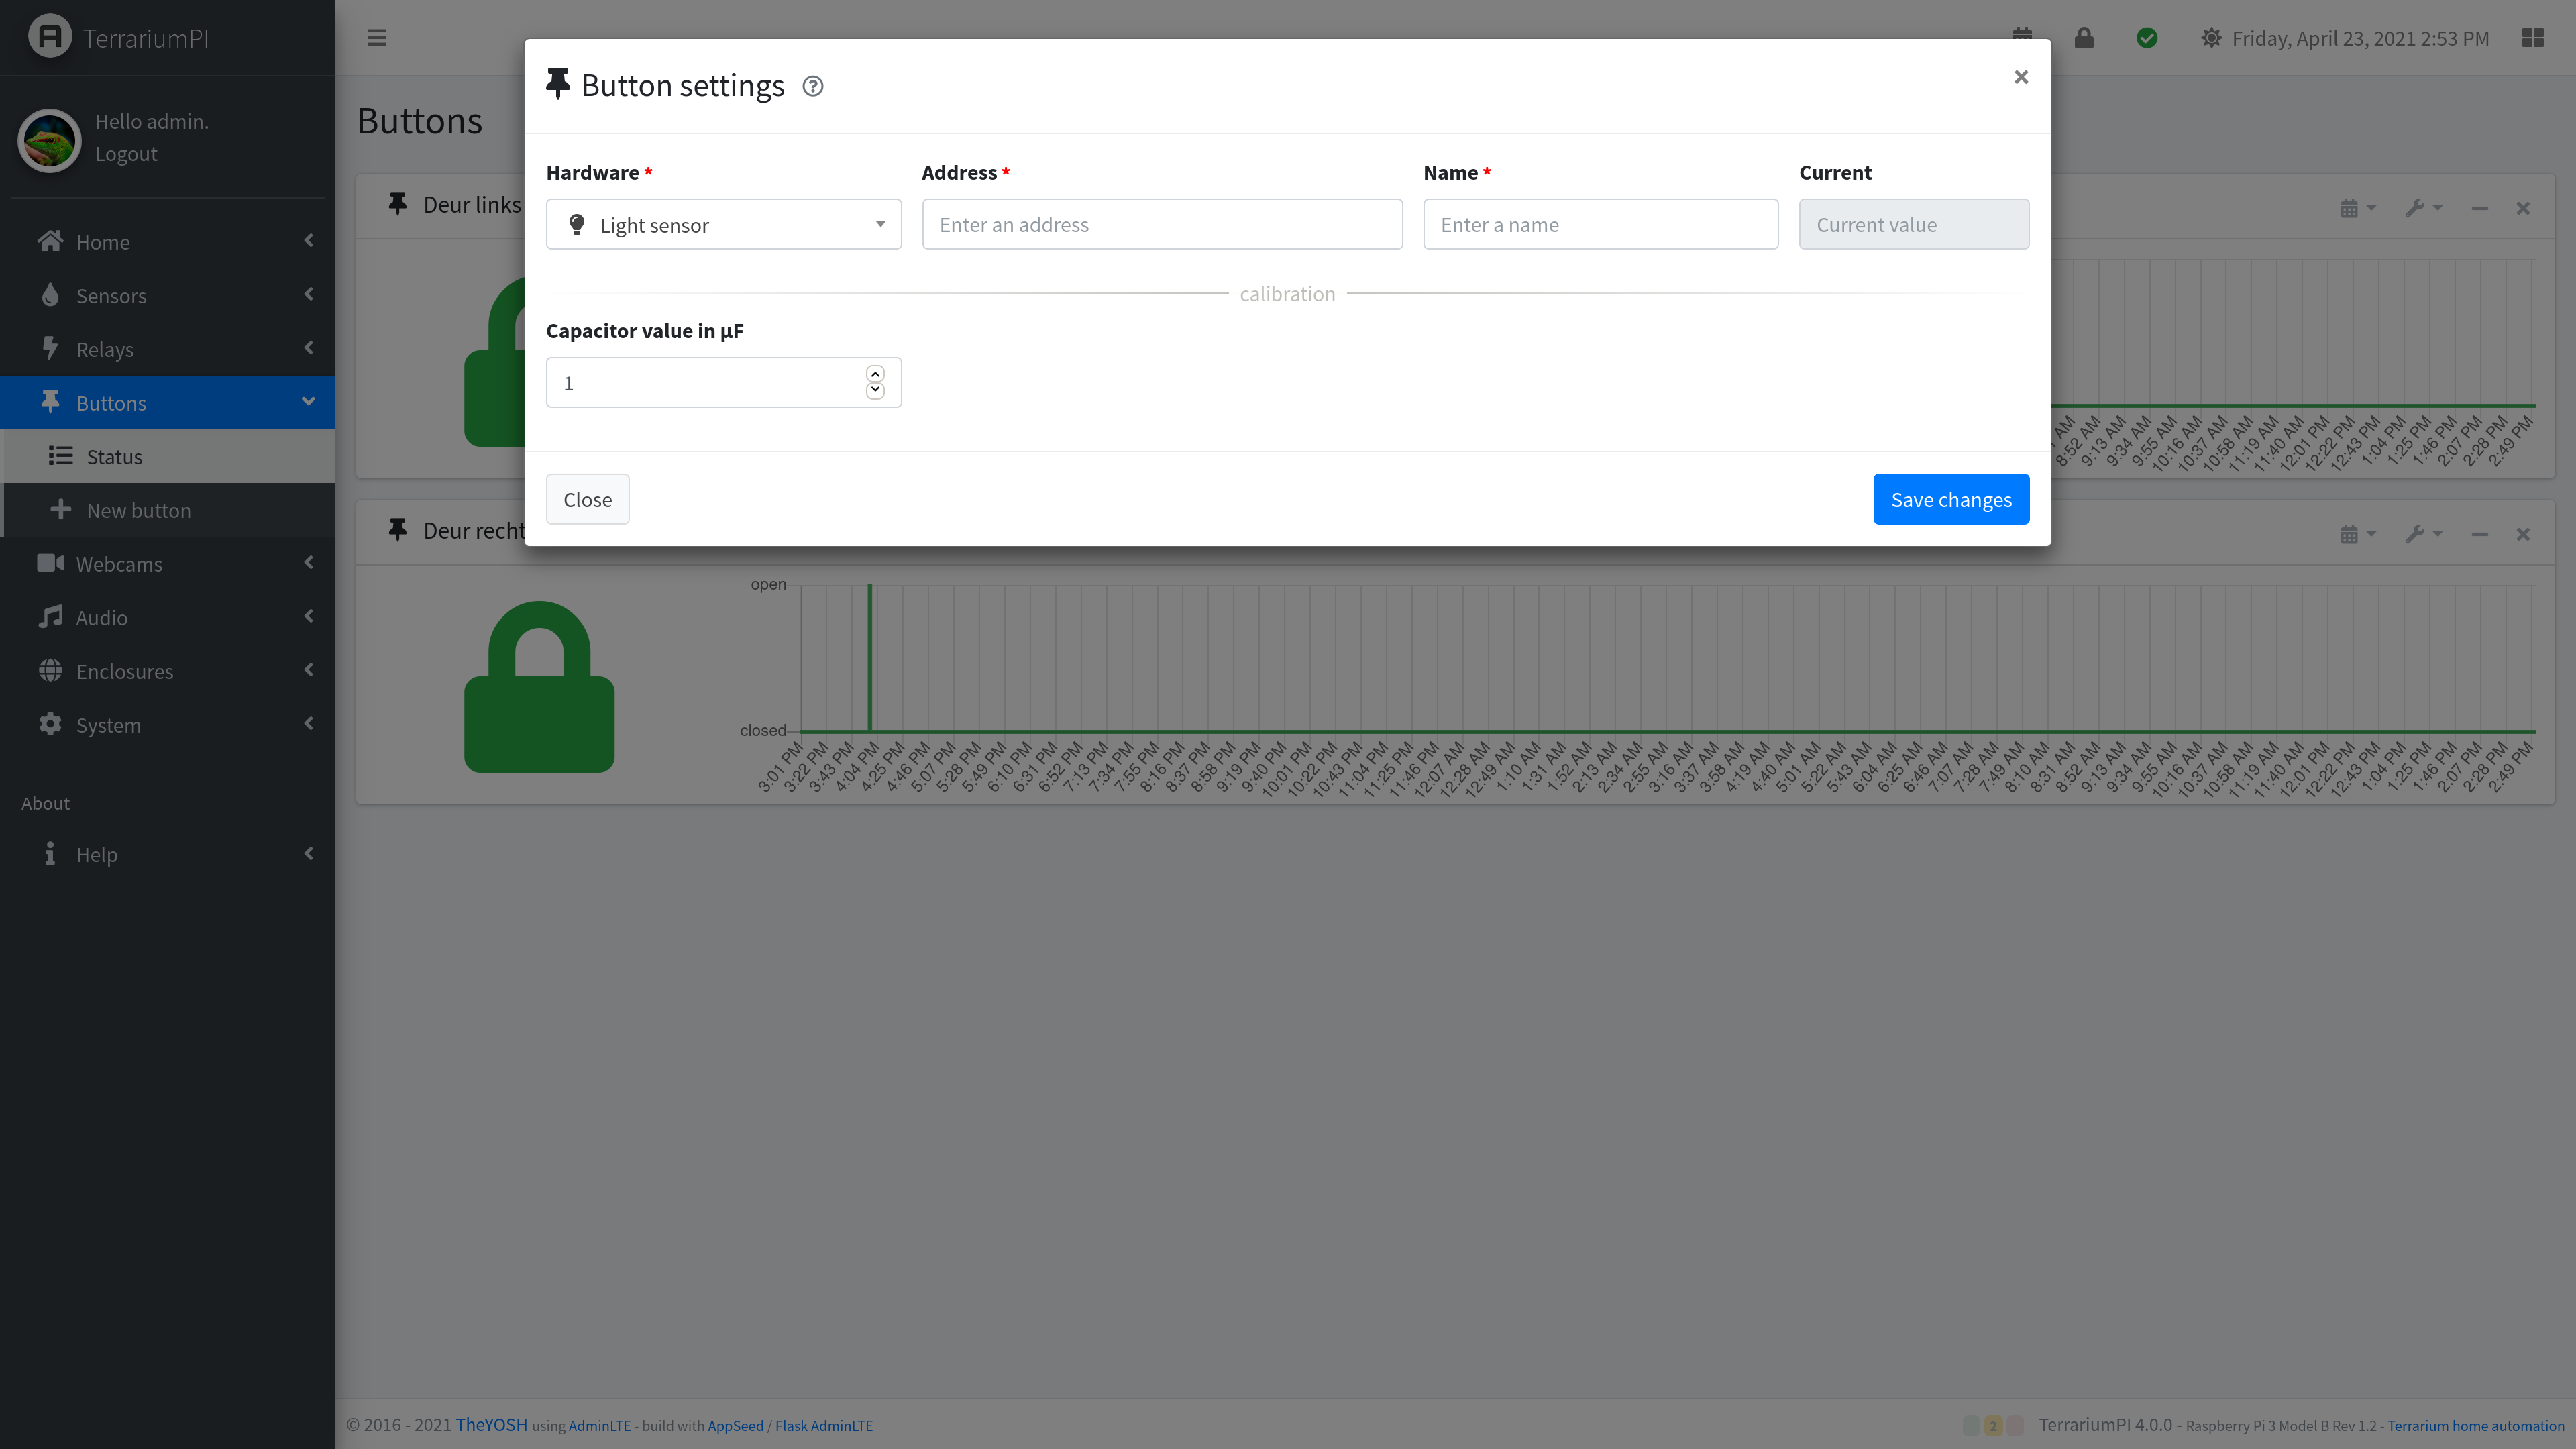 TerrariumPI
Friday, April 23, 2021 2:53 PM
Hello admin.
Logout
Home
Sensors
Relays
Buttons
Status
New button
Webcams
Audio
Enclosures
System
About
Help
Buttons
Deur links
Button settings
Hardware *
Address *
Name *
Current
Light sensor
Enter an address
Enter a name
Current value
calibration
Capacitor value in µF
1
Close
Save changes
AM 8:52 AM 9:13 AM 9:34 AM 9:55 AM 10:16 AM 10:37 AM 10:58 AM 11:19 AM 11:40 AM 12:01 PM 12:22 PM 12:43 PM 1:04 PM 1:25 PM 1:46 PM 2:07 PM 2:28 PM 2:49 PM
Deur recht
open
closed
3:01 PM 3:22 PM 3:43 PM 4:04 PM 4:25 PM 4:46 PM 5:07 PM 5:28 PM 5:49 PM 6:10 PM 6:31 PM 6:52 PM 7:13 PM 7:34 PM 7:55 PM 8:16 PM 8:37 PM 8:58 PM 9:19 PM 9:40 PM 10:01 PM 10:22 PM 10:43 PM 11:04 PM 11:25 PM 11:46 PM 12:07 AM 12:28 AM 12:49 AM 1:10 AM 1:31 AM 1:52 AM 2:13 AM 2:34 AM 2:55 AM 3:16 AM 3:37 AM 3:58 AM 4:19 AM 4:40 AM 5:01 AM 5:22 AM 5:43 AM 6:04 AM 6:25 AM 6:46 AM 7:07 AM 7:28 AM 7:49 AM 8:10 AM 8:31 AM 8:52 AM 9:13 AM 9:34 AM 9:55 AM 10:16 AM 10:37 AM 10:58 AM 11:19 AM 11:40 AM 12:01 PM 12:22 PM 12:43 PM 1:04 PM 1:25 PM 1:46 PM 2:07 PM 2:28 PM 2:49 PM
© 2016 - 2021 TheYOSH using AdminLTE - build with AppSeed / Flask AdminLTE
2 TerrariumPI 4.0.0 - Raspberry Pi 3 Model B Rev 1.2 - Terrarium home automation